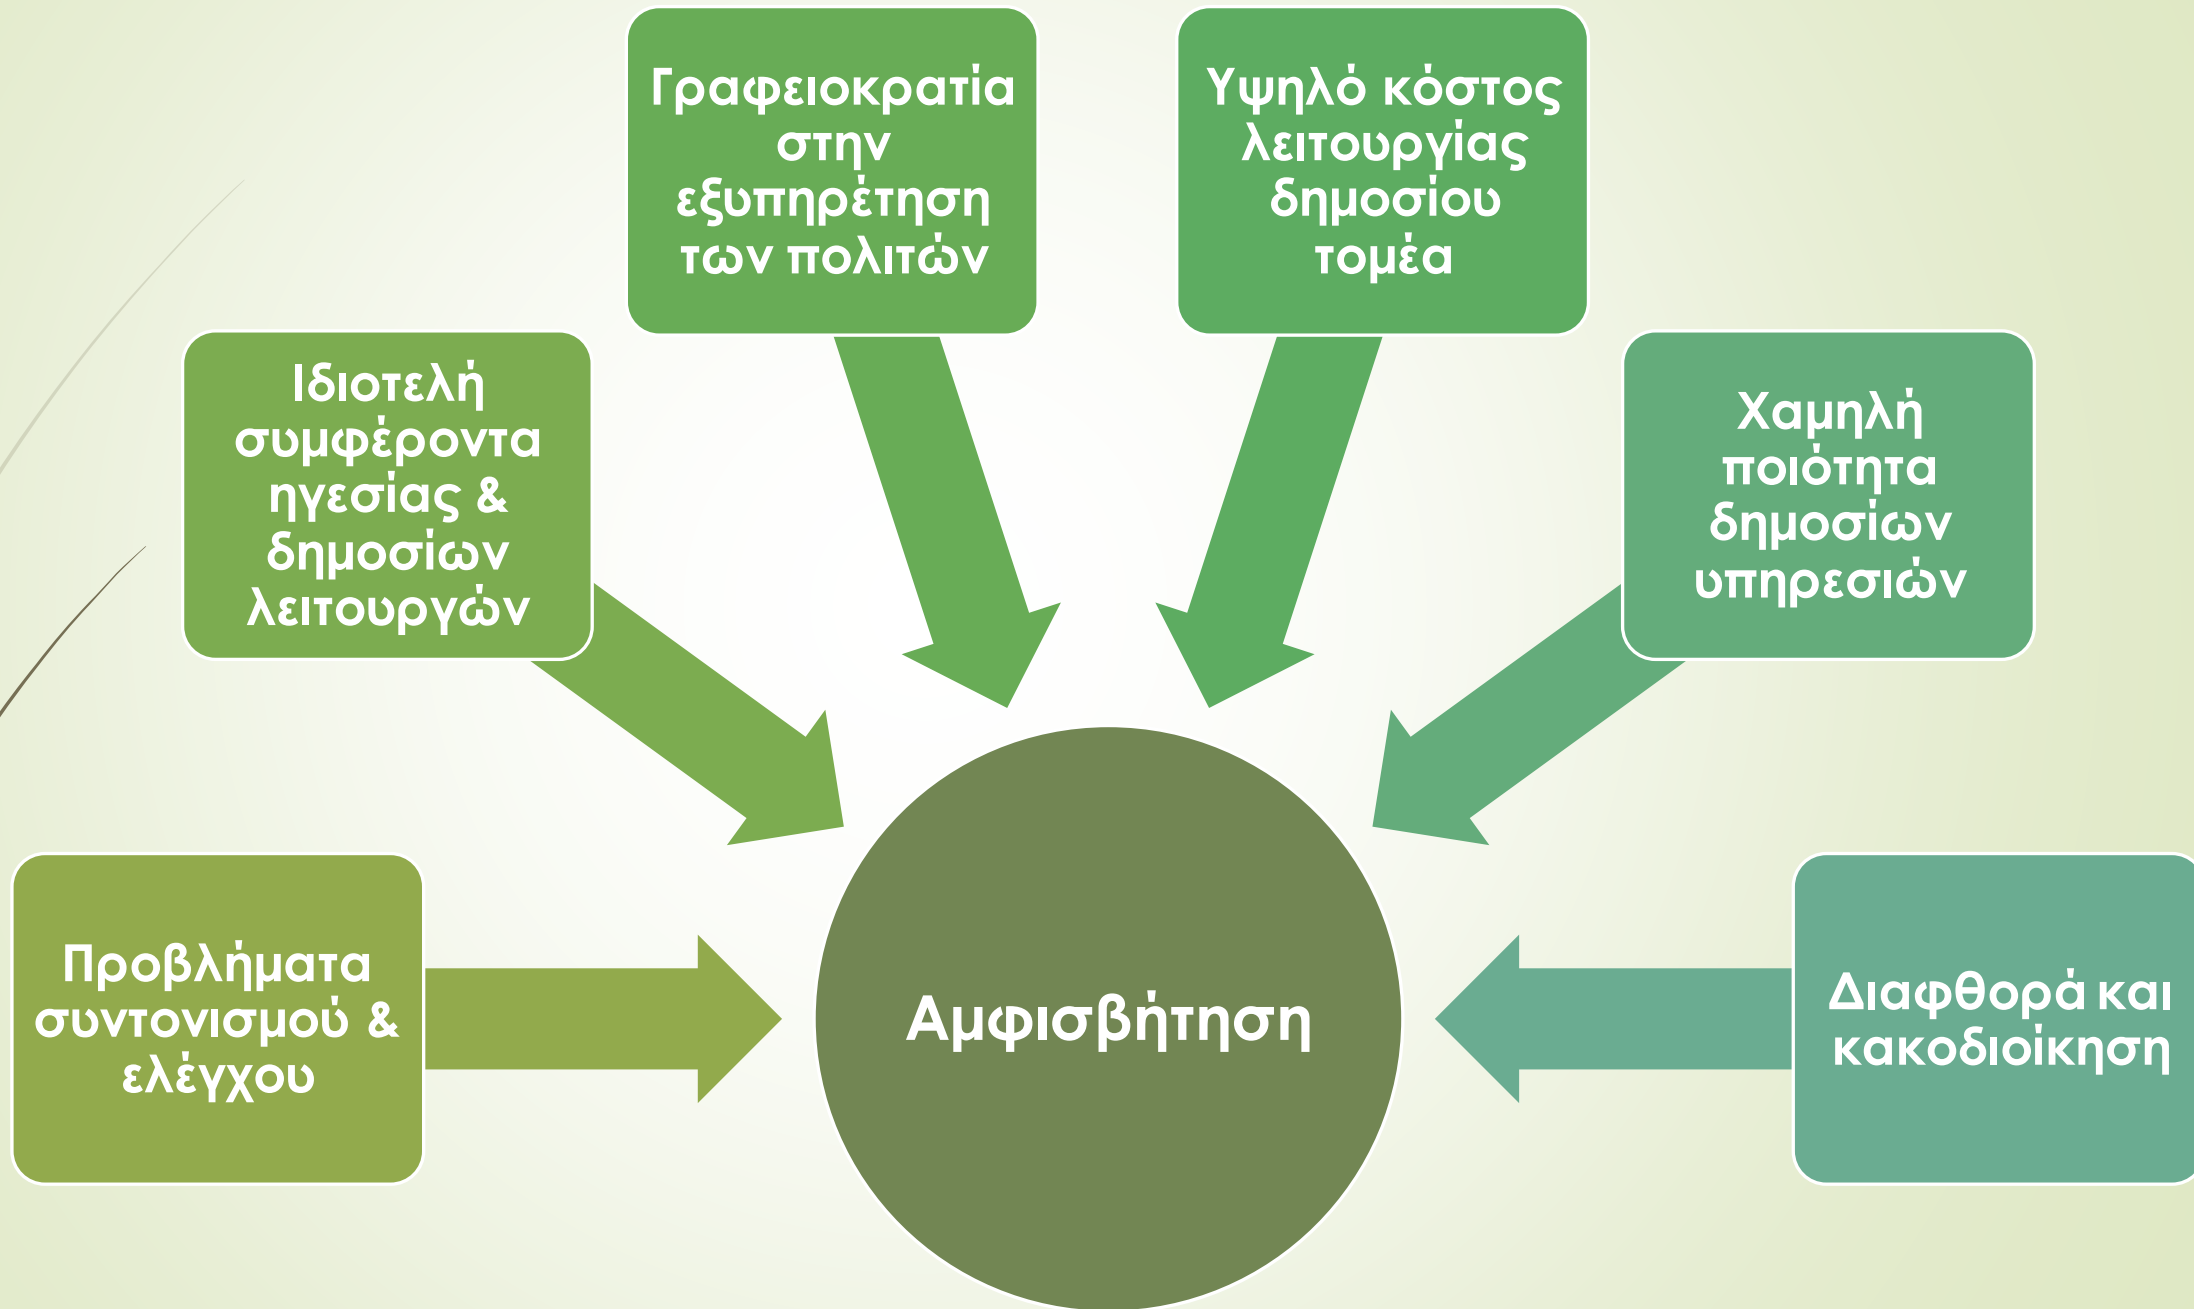 Γραφειοκρατία
στην
εξυπηρέτηση
των πολιτών
Υψηλό κόστος
λειτουργίας
δημοσίου
τομέα
Ιδιοτελή
συμφέροντα
ηγεσίας &
δημοσίων
λειτουργών
Χαμηλή
ποιότητα
δημοσίων
υπηρεσιών
Προβλήματα
συντονισμού &
ελέγχου
Αμφισβήτηση
Διαφθορά και
κακοδιοίκηση